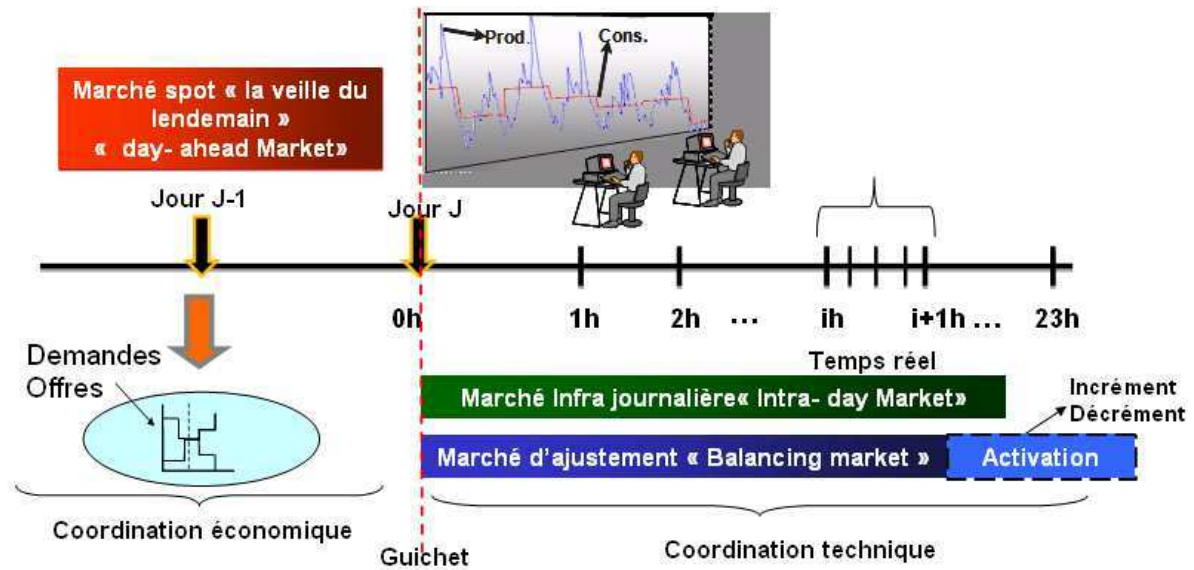 Prod.
Cons.
Marché spot « la veille du
lendemain »
« day- ahead Market»
Jour J-1
Jour J
0h
1h
2h
...
ih
i+1h ...
23h
Temps réel
Demandes
Offres
Marché Infra journalière« Intra- day Market»
Incrément
Décrément
Marché d'ajustement « Balancing market »
Activation
Coordination économique
Guichet
Coordination technique